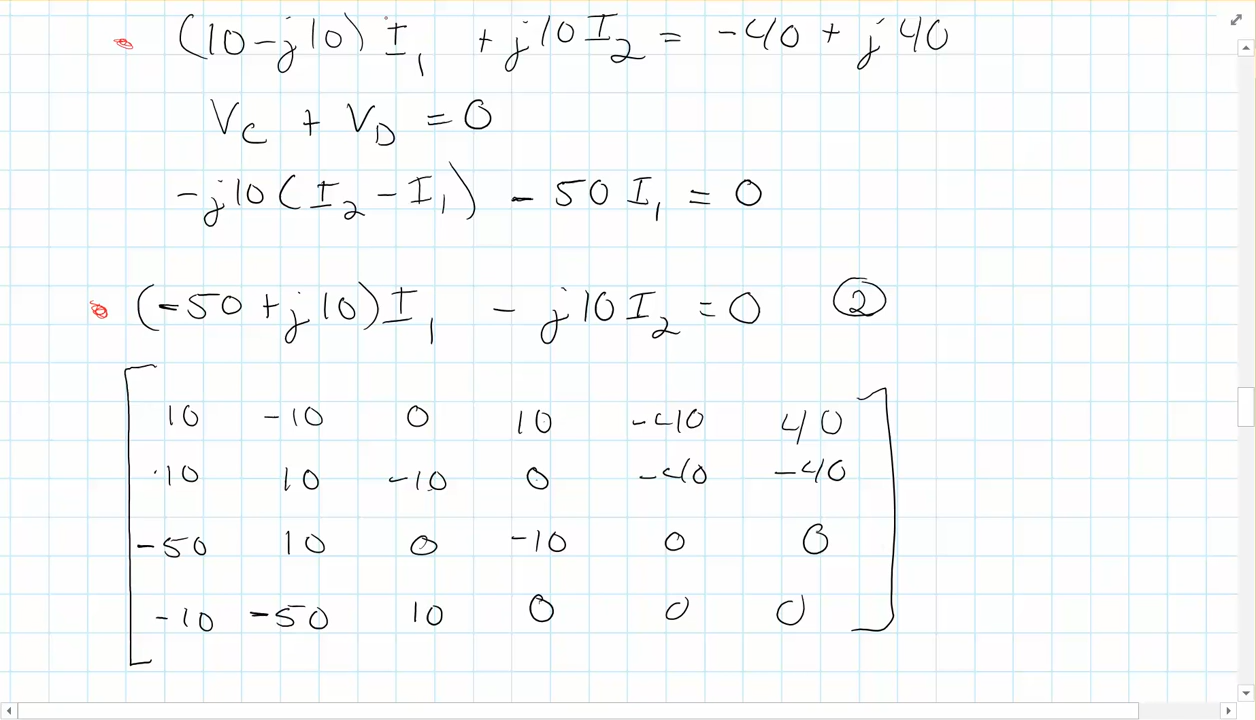 (10 - j10) I₁ + j10 I₂ = -40 + j40
V_C + V_D = 0
-j10 (I₂ - I₁) - 50 I₁ = 0
(-50 + j10) I₁ - j10 I₂ = 0 ②
10 -10 0 10 -40 40
10 10 -10 0 -40 -40
-50 10 0 -10 0 0
-10 -50 10 0 0 0